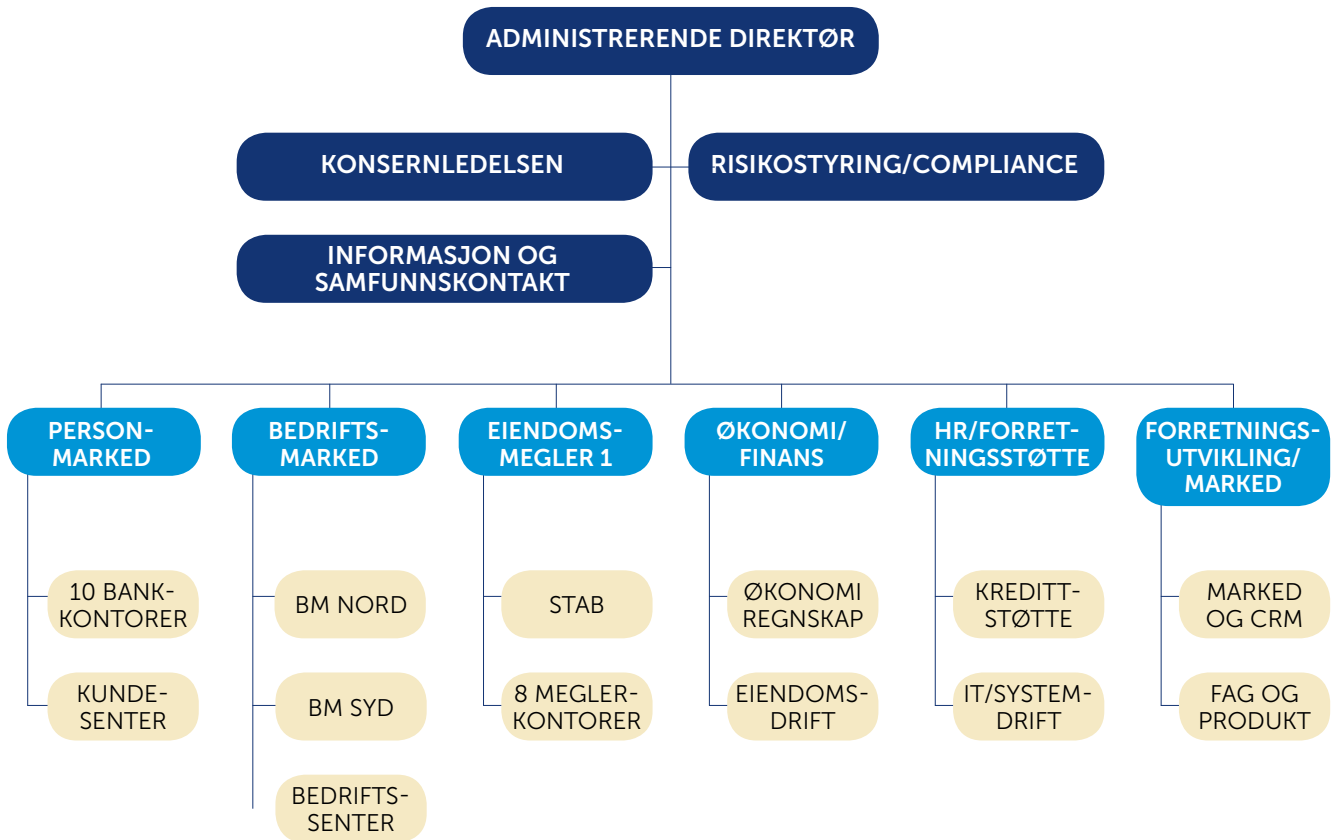 ADMINISTRERENDE DIREKTØR
KONSERNLEDELSEN
RISIKOSTYRING/COMPLIANCE
INFORMASJON OG
SAMFUNNSKONTAKT
PERSON-
MARKED
BEDRIFTS-
MARKED
EIENDOMS-
MEGLER 1
ØKONOMI/
FINANS
HR/FORRET-
NINGSSTØTTE
FORRETNINGS-
UTVIKLING/
MARKED
10 BANK-
KONTORER
BM NORD
STAB
ØKONOMI
REGNSKAP
KREDITT-
STØTTE
MARKED
OG CRM
KUNDE-
SENTER
BM SYD
8 MEGLER-
KONTORER
EIENDOMS-
DRIFT
IT/SYSTEM-
DRIFT
FAG OG
PRODUKT
BEDRIFTS-
SENTER